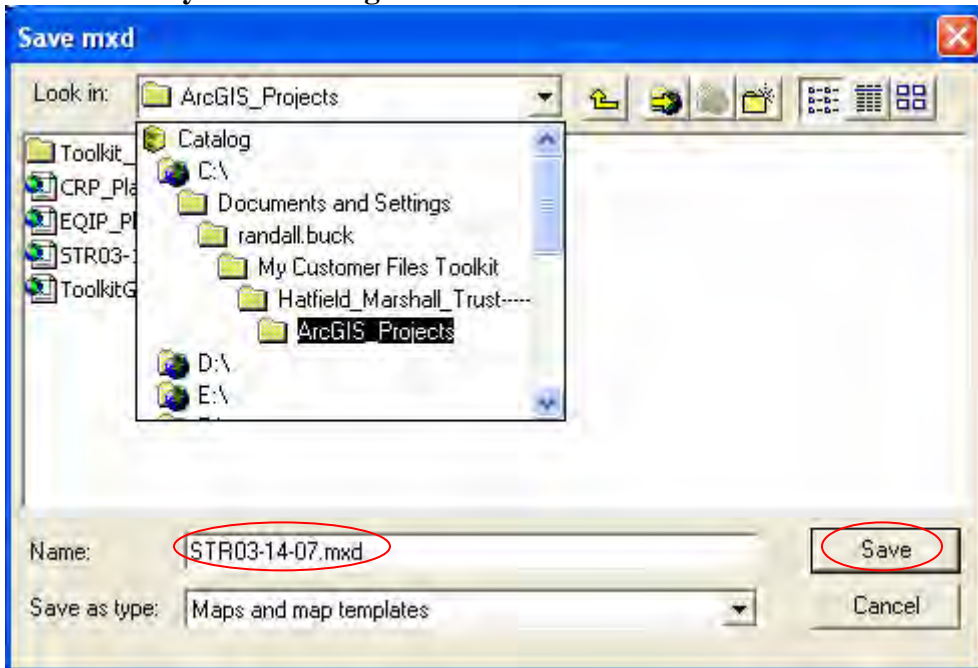 Save mxd
Look in: ArcGIS_Projects
Catalog
Toolkit_
C:\
CRP_Pla
Documents and Settings
EQIP_Pl
randall.buck
STR03-
My Customer Files Toolkit
ToolkitG
Hatfield_Marshall_Trust-----
ArcGIS_Projects
D:\
E:\
Name: STR03-14-07.mxd Save
Save as type: Maps and map templates Cancel